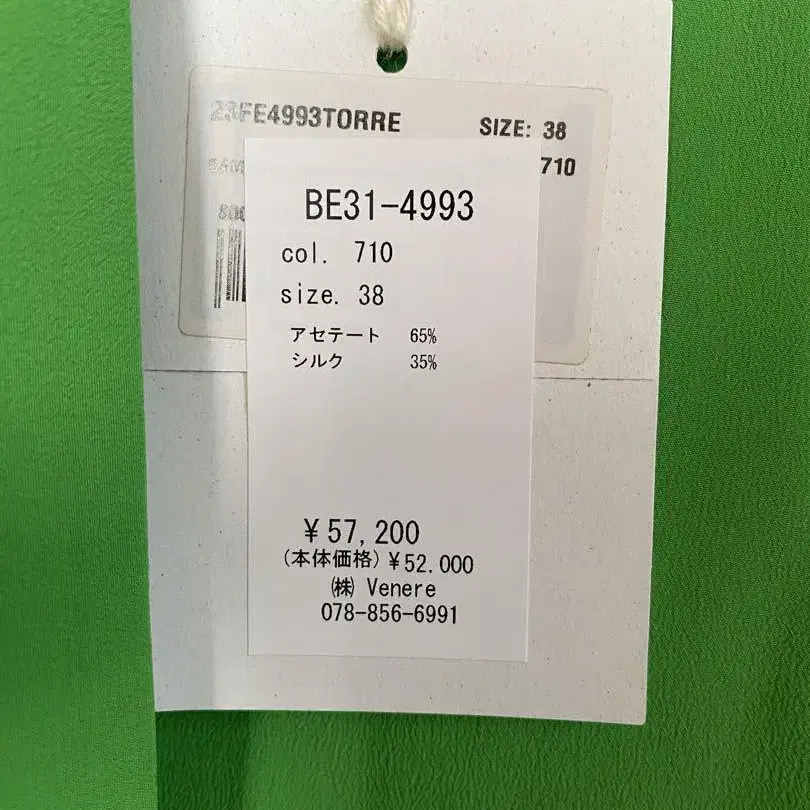 23FE4993TORRE SIZE: 38
710
BE31-4993
col. 710
size. 38
アセテート 65%
シルク 35%
¥57,200
(本体価格)¥52.000
㈱ Venere
078-856-6991